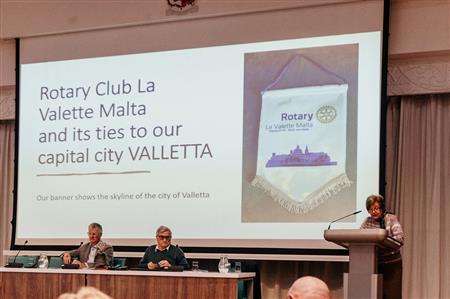 Rotary Club La
Valette Malta
and its ties to our
capital city VALLETTA
Our banner shows the skyline of the city of Valletta
Rotary
La Valette Malta